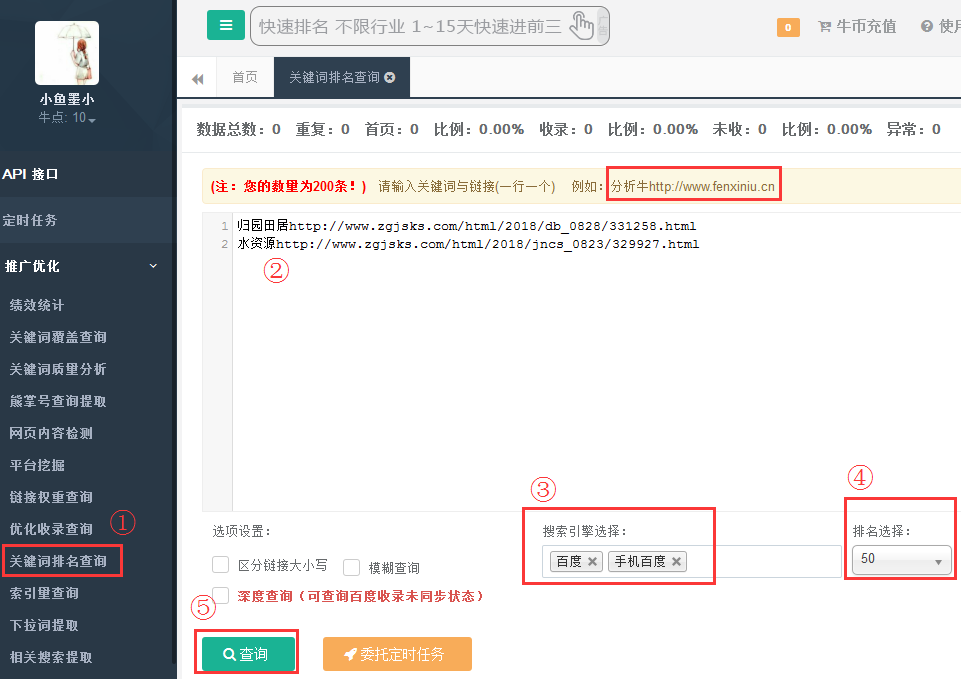 快速排名 不限行业 1~15天快速进前三
0
牛币充值
使用
小鱼墨小
牛点: 10
首页
关键词排名查询
数据总数：0 重复：0 首页：0 比例：0.00% 收录：0 比例：0.00% 未收：0 比例：0.00% 异常：0
API 接口
定时任务
推广优化
绩效统计
关键词覆盖查询
关键词质量分析
熊掌号查询提取
网页内容检测
平台挖掘
链接权重查询
优化收录查询
①
关键词排名查询
索引量查询
下拉词提取
相关搜索提取
(注：您的数量为200条！) 请输入关键词与链接(一行一个) 例如：分析牛http://www.fenxiniu.cn
1 归园田居http://www.zgjsks.com/html/2018/db_0828/331258.html
2 水资源http://www.zgjsks.com/html/2018/jncs_0823/329927.html
②
③
④
选项设置：
搜索引擎选择：
排名选择：
区分链接大小写
模糊查询
百度 ×
手机百度 ×
50
深度查询（可查询百度收录未同步状态）
⑤
查询
委托定时任务